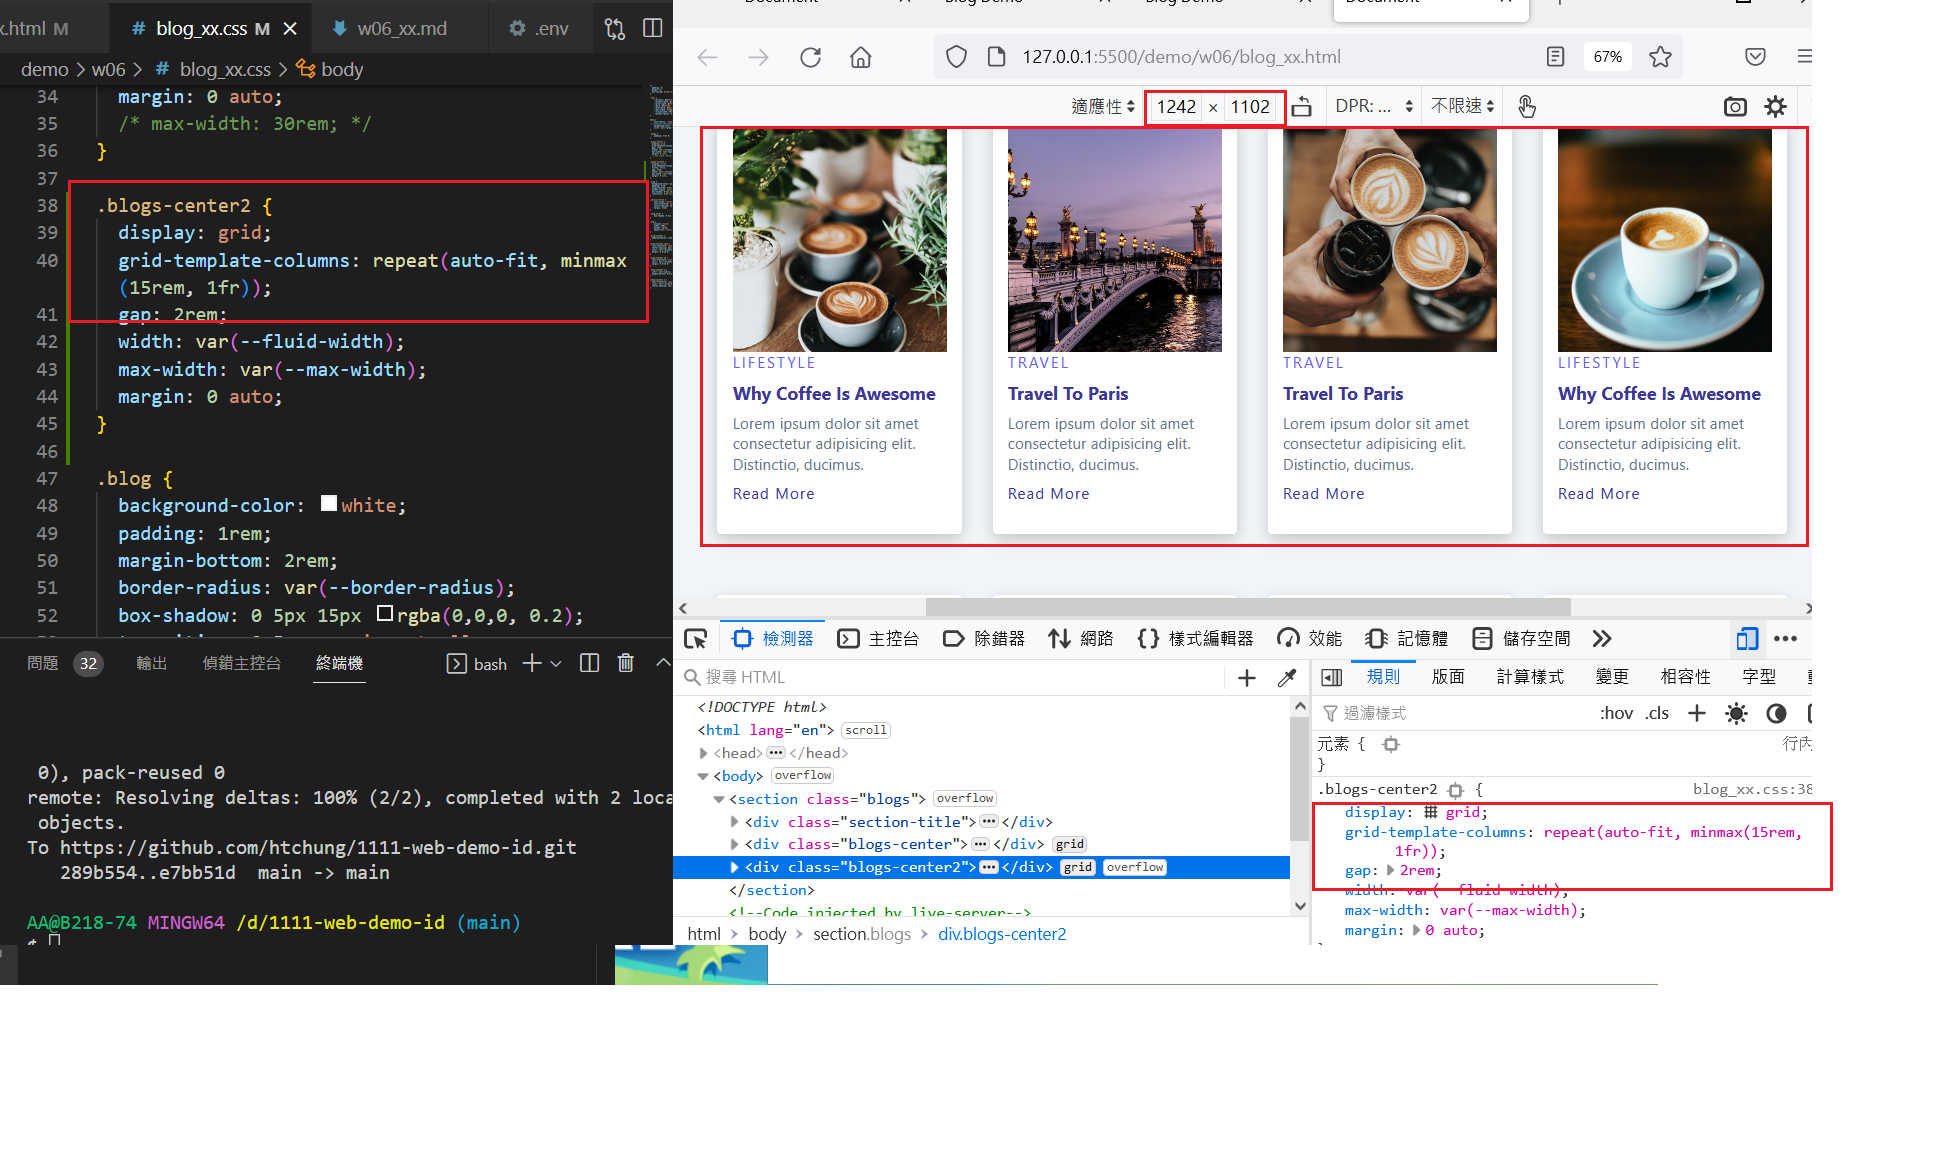 x.html M
# blog_xx.css M
w06_xx.md
.env
demo > w06 > # blog_xx.css > body
34 margin: 0 auto;
35 /* max-width: 30rem; */
36 }
37
38 .blogs-center2 {
39 display: grid;
40 grid-template-columns: repeat(auto-fit, minmax
(15rem, 1fr));
41 gap: 2rem;
42 width: var(--fluid-width);
43 max-width: var(--max-width);
44 margin: 0 auto;
45 }
46
47 .blog {
48 background-color: white;
49 padding: 1rem;
50 margin-bottom: 2rem;
51 border-radius: var(--border-radius);
52 box-shadow: 0 5px 15px rgba(0,0,0, 0.2);
問題 32 輸出 偵錯主控台 終端機 bash
0), pack-reused 0
remote: Resolving deltas: 100% (2/2), completed with 2 loca
objects.
To https://github.com/htchung/1111-web-demo-id.git
289b554..e7bb51d main -> main
AA@B218-74 MINGW64 /d/1111-web-demo-id (main)
$
Document
Blog Demo
Blog Demo
Document
127.0.0.1:5500/demo/w06/blog_xx.html 67%
適應性 1242 × 1102 DPR: ... 不限速
LIFESTYLE
Why Coffee Is Awesome
Lorem ipsum dolor sit amet
consectetur adipisicing elit.
Distinctio, ducimus.
Read More
TRAVEL
Travel To Paris
Lorem ipsum dolor sit amet
consectetur adipisicing elit.
Distinctio, ducimus.
Read More
TRAVEL
Travel To Paris
Lorem ipsum dolor sit amet
consectetur adipisicing elit.
Distinctio, ducimus.
Read More
LIFESTYLE
Why Coffee Is Awesome
Lorem ipsum dolor sit amet
consectetur adipisicing elit.
Distinctio, ducimus.
Read More
檢測器 主控台 除錯器 網路 樣式編輯器 效能 記憶體 儲存空間
搜尋 HTML
<!DOCTYPE html>
<html lang="en"> scroll
<head>•••</head>
<body> overflow
<section class="blogs"> overflow
<div class="section-title">•••</div>
<div class="blogs-center">•••</div> grid
<div class="blogs-center2">•••</div> grid overflow
</section>
<!--Code injected by live-server-->
html > body > section.blogs > div.blogs-center2
規則 版面 計算樣式 變更 相容性 字型
過濾樣式 :hov .cls
元素 { 行內
}
.blogs-center2 { blog_xx.css:38
display: grid;
grid-template-columns: repeat(auto-fit, minmax(15rem,
1fr));
gap: 2rem;
width: var(--fluid-width);
max-width: var(--max-width);
margin: 0 auto;